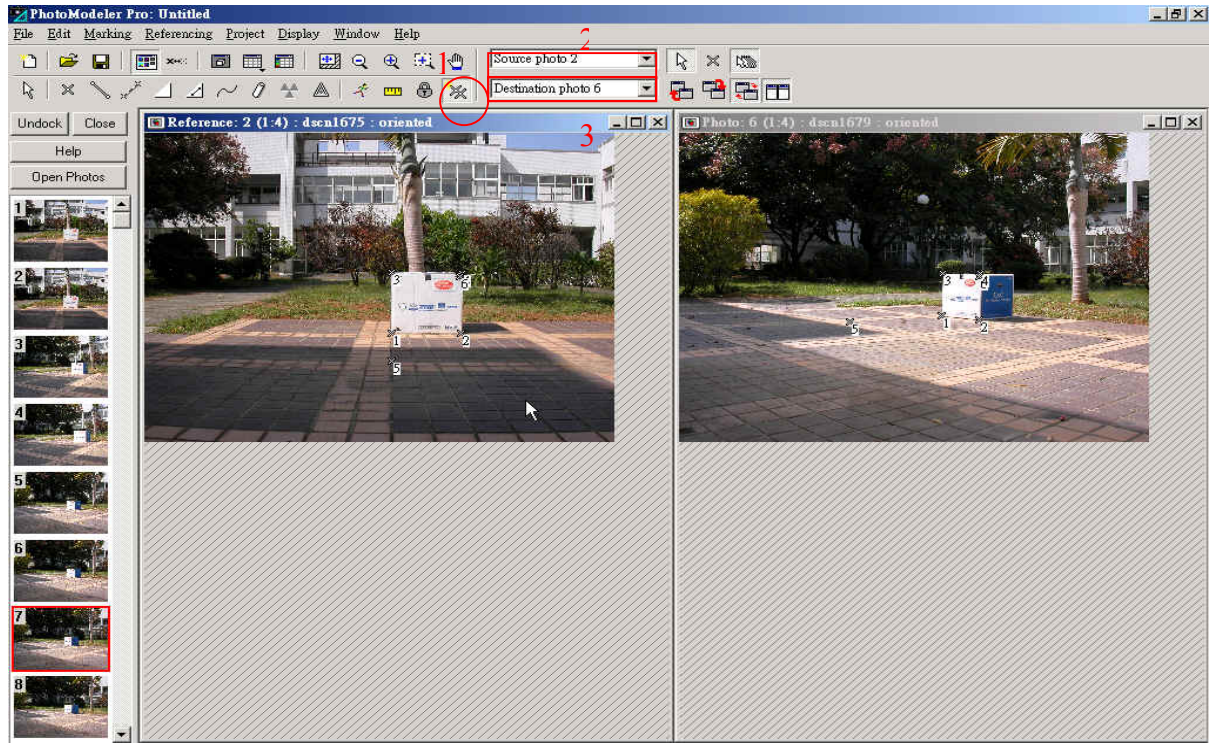 PhotoModeler Pro: Untitled
File Edit Marking Referencing Project Display Window Help
2
1
Source photo 2
Destination photo 6
Undock Close
Help
Open Photos
Reference: 2 (1:4) : dscn1675 : oriented
3
Photo: 6 (1:4) : dscn1679 : oriented
1
2
3
4
5
6
7
8
3
6
1
2
5
3
4
6
1
2
5